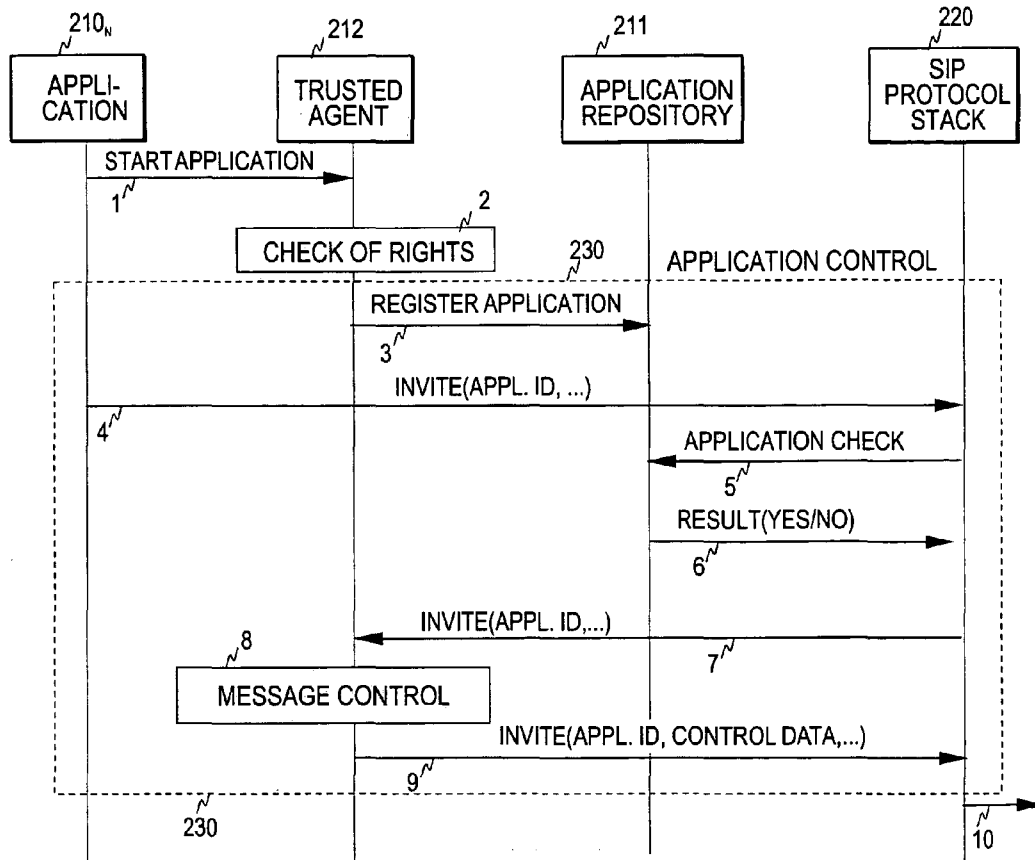 210N
212
211
220
APPLI-
CATION
TRUSTED
AGENT
APPLICATION
REPOSITORY
SIP
PROTOCOL
STACK
START APPLICATION
1
2
CHECK OF RIGHTS
230
APPLICATION CONTROL
REGISTER APPLICATION
3
INVITE(APPL. ID, ...)
4
APPLICATION CHECK
5
RESULT(YES/NO)
6
INVITE(APPL. ID,...)
7
8
MESSAGE CONTROL
INVITE(APPL. ID, CONTROL DATA,...)
9
230
10